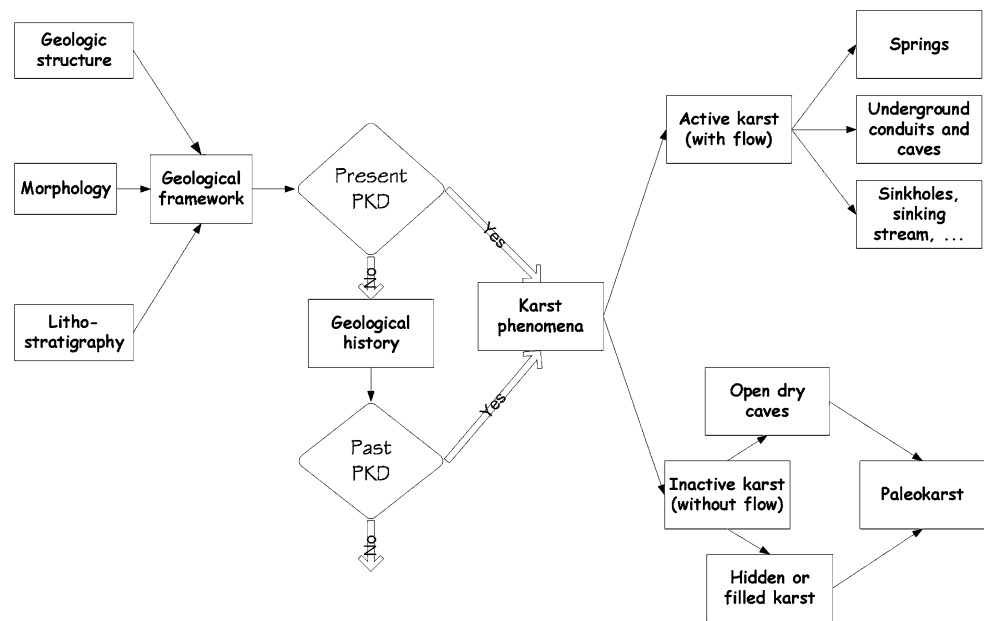 Geologic
structure
Morphology
Litho-
stratigraphy
Geological
framework
Present
PKD
Yes
No
Geological
history
Past
PKD
Yes
No
Karst
phenomena
Active karst
(with flow)
Springs
Underground
conduits and
caves
Sinkholes,
sinking
stream, ...
Inactive karst
(without flow)
Open dry
caves
Hidden or
filled karst
Paleokarst